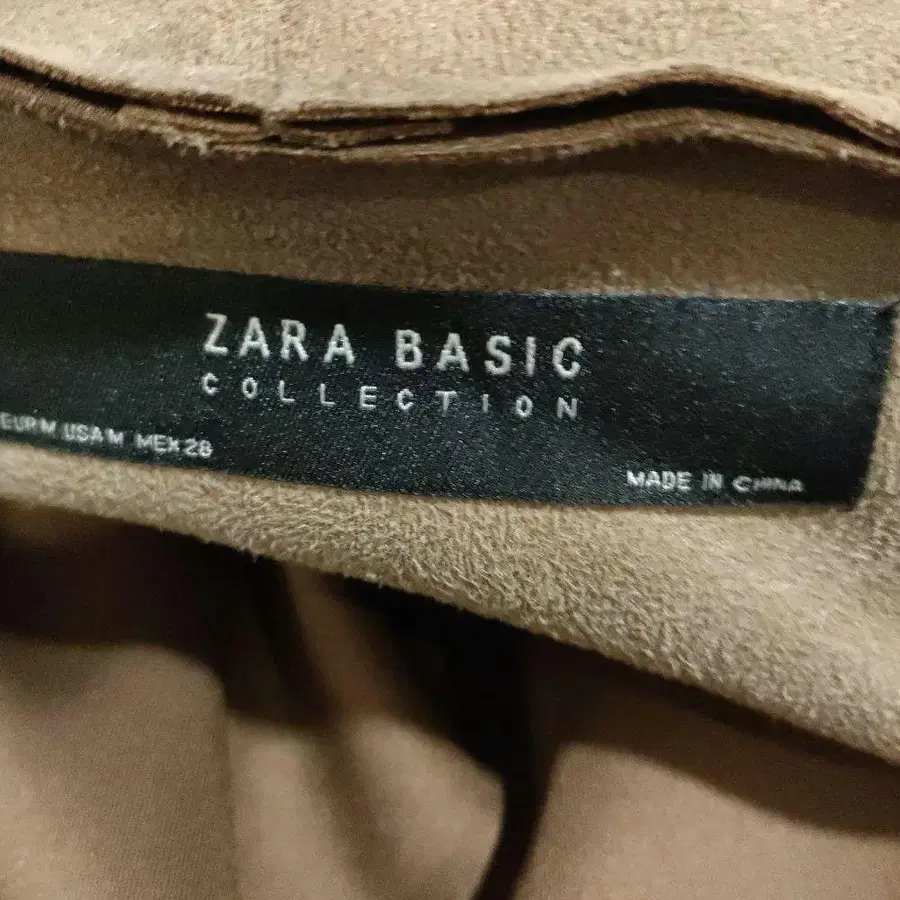 ZARA BASIC
COLLECTION
EUR M USA M MEX 28
MADE IN CHINA